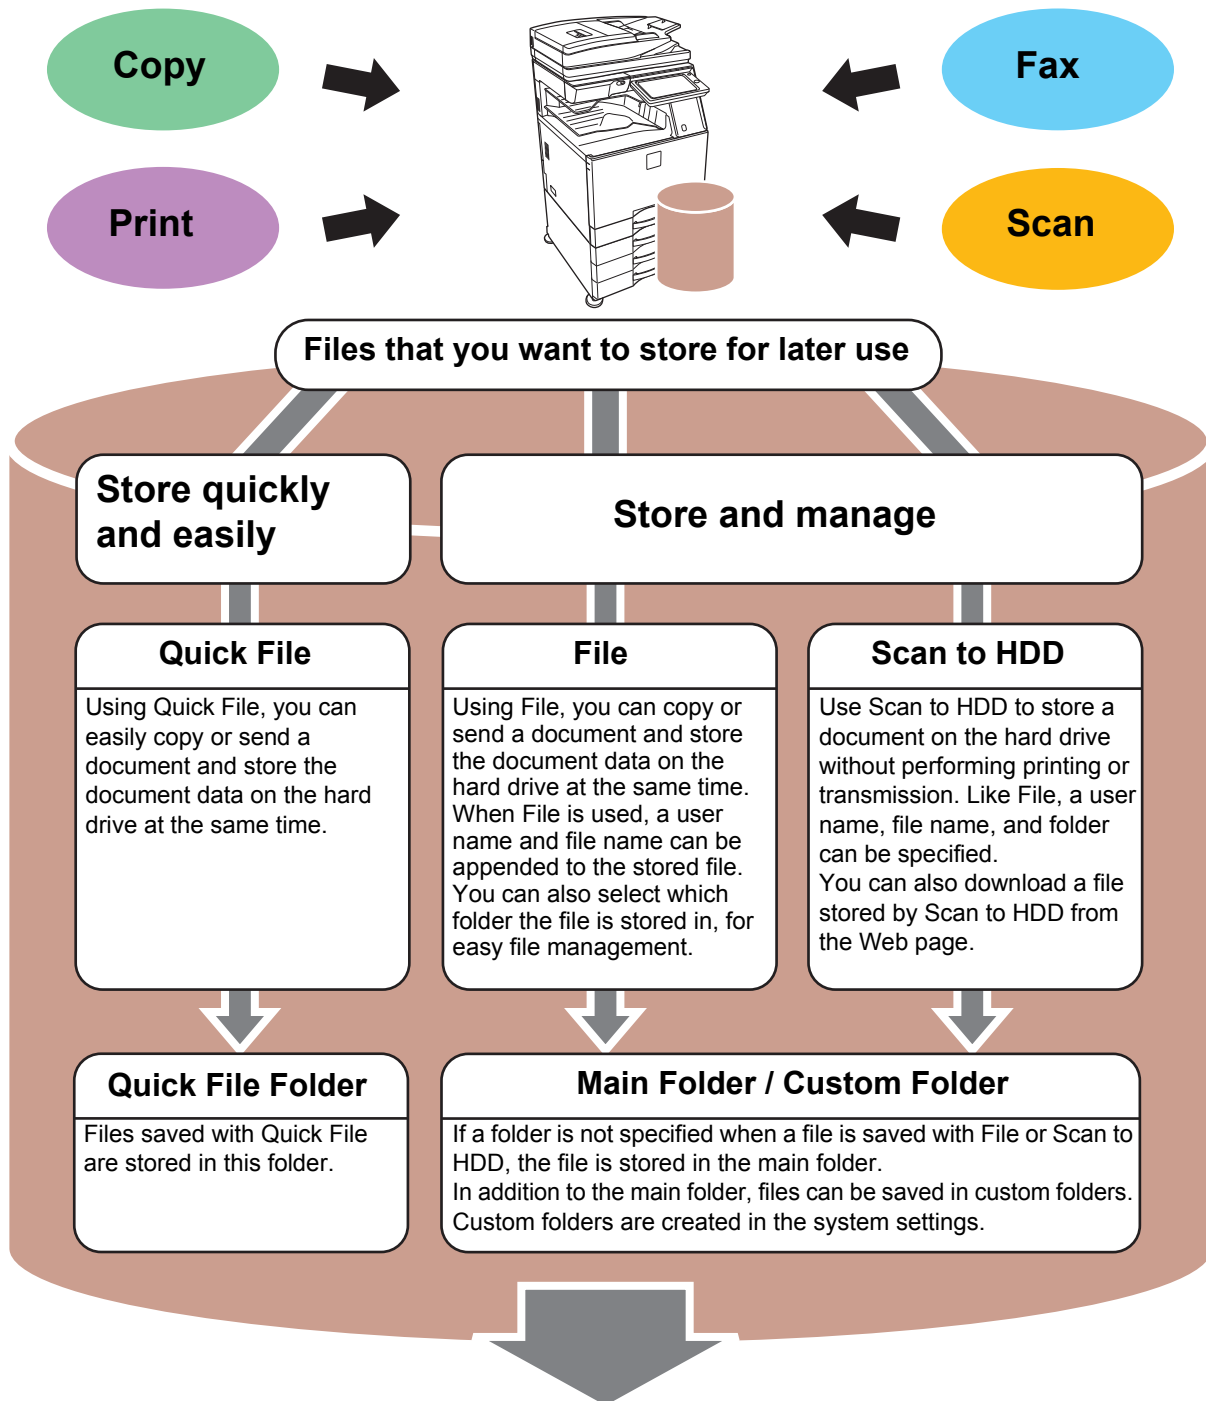 Copy
Fax
Print
Scan
Files that you want to store for later use
Store quickly
and easily
Store and manage
Quick File
Using Quick File, you can
easily copy or send a
document and store the
document data on the hard
drive at the same time.
File
Using File, you can copy or
send a document and store
the document data on the
hard drive at the same time.
When File is used, a user
name and file name can be
appended to the stored file.
You can also select which
folder the file is stored in, for
easy file management.
Scan to HDD
Use Scan to HDD to store a
document on the hard drive
without performing printing or
transmission. Like File, a user
name, file name, and folder
can be specified.
You can also download a file
stored by Scan to HDD from
the Web page.
Quick File Folder
Files saved with Quick File
are stored in this folder.
Main Folder / Custom Folder
If a folder is not specified when a file is saved with File or Scan to
HDD, the file is stored in the main folder.
In addition to the main folder, files can be saved in custom folders.
Custom folders are created in the system settings.